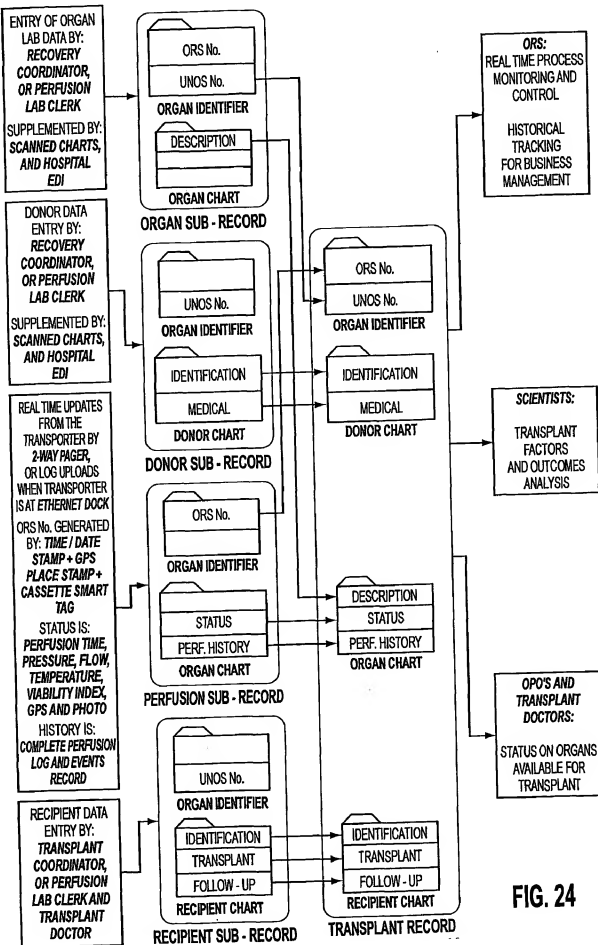 ENTRY OF ORGAN
LAB DATA BY:
RECOVERY
COORDINATOR,
OR PERFUSION
LAB CLERK
SUPPLEMENTED BY:
SCANNED CHARTS,
AND HOSPITAL
EDI
DONOR DATA
ENTRY BY:
RECOVERY
COORDINATOR,
OR PERFUSION
LAB CLERK
SUPPLEMENTED BY:
SCANNED CHARTS,
AND HOSPITAL
EDI
REAL TIME UPDATES
FROM THE
TRANSPORTER BY
2-WAY PAGER,
OR LOG UPLOADS
WHEN TRANSPORTER
IS AT ETHERNET DOCK
ORS No. GENERATED
BY: TIME / DATE
STAMP + GPS
PLACE STAMP +
CASSETTE SMART
TAG
STATUS IS:
PERFUSION TIME,
PRESSURE, FLOW,
TEMPERATURE,
VIABILITY INDEX,
GPS AND PHOTO
HISTORY IS:
COMPLETE PERFUSION
LOG AND EVENTS
RECORD
RECIPIENT DATA
ENTRY BY:
TRANSPLANT
COORDINATOR,
OR PERFUSION
LAB CLERK AND
TRANSPLANT
DOCTOR
ORS No.
UNOS No.
ORGAN IDENTIFIER
DESCRIPTION
ORGAN CHART
ORGAN SUB - RECORD
UNOS No.
ORGAN IDENTIFIER
IDENTIFICATION
MEDICAL
DONOR CHART
DONOR SUB - RECORD
ORS No.
ORGAN IDENTIFIER
STATUS
PERF. HISTORY
ORGAN CHART
PERFUSION SUB - RECORD
UNOS No.
ORGAN IDENTIFIER
IDENTIFICATION
TRANSPLANT
FOLLOW - UP
RECIPIENT CHART
RECIPIENT SUB - RECORD
ORS No.
UNOS No.
ORGAN IDENTIFIER
IDENTIFICATION
MEDICAL
DONOR CHART
DESCRIPTION
STATUS
PERF. HISTORY
ORGAN CHART
IDENTIFICATION
TRANSPLANT
FOLLOW - UP
RECIPIENT CHART
TRANSPLANT RECORD
ORS:
REAL TIME PROCESS
MONITORING AND
CONTROL
HISTORICAL
TRACKING
FOR BUSINESS
MANAGEMENT
SCIENTISTS:
TRANSPLANT
FACTORS
AND OUTCOMES
ANALYSIS
OPO'S AND
TRANSPLANT
DOCTORS:
STATUS ON ORGANS
AVAILABLE FOR
TRANSPLANT
FIG. 24